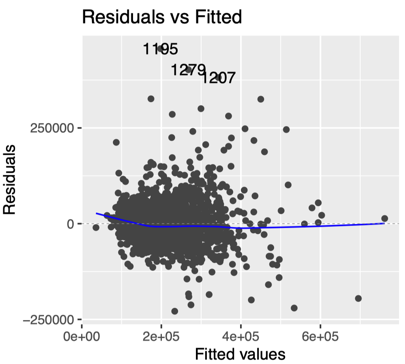 Residuals vs Fitted
1195
1279
1207
250000
0
−250000
Residuals
0e+00 2e+05 4e+05 6e+05
Fitted values